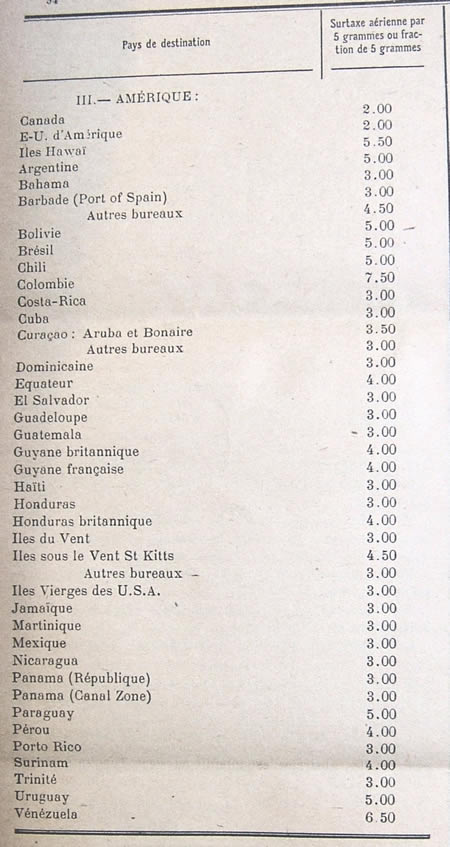 Pays de destination
Surtaxe aérienne par
5 grammes ou frac-
tion de 5 grammes
III.— AMÉRIQUE :
Canada 2.00
E-U. d'Amérique 2.00
Iles Hawaï 5.50
Argentine 5.00
Bahama 3.00
Barbade (Port of Spain) 3.00
Autres bureaux 4.50
Bolivie 5.00
Brésil 5.00
Chili 5.00
Colombie 7.50
Costa-Rica 3.00
Cuba 3.00
Curaçao : Aruba et Bonaire 3.50
Autres bureaux 3.00
Dominicaine 3.00
Equateur 4.00
El Salvador 3.00
Guadeloupe 3.00
Guatemala 3.00
Guyane britannique 4.00
Guyane française 4.00
Haïti 3.00
Honduras 3.00
Honduras britannique 4.00
Iles du Vent 3.00
Iles sous le Vent St Kitts 4.50
Autres bureaux 3.00
Iles Vierges des U.S.A. 3.00
Jamaïque 3.00
Martinique 3.00
Mexique 3.00
Nicaragua 3.00
Panama (République) 3.00
Panama (Canal Zone) 3.00
Paraguay 5.00
Pérou 4.00
Porto Rico 3.00
Surinam 4.00
Trinité 3.00
Uruguay 5.00
Vénézuela 6.50